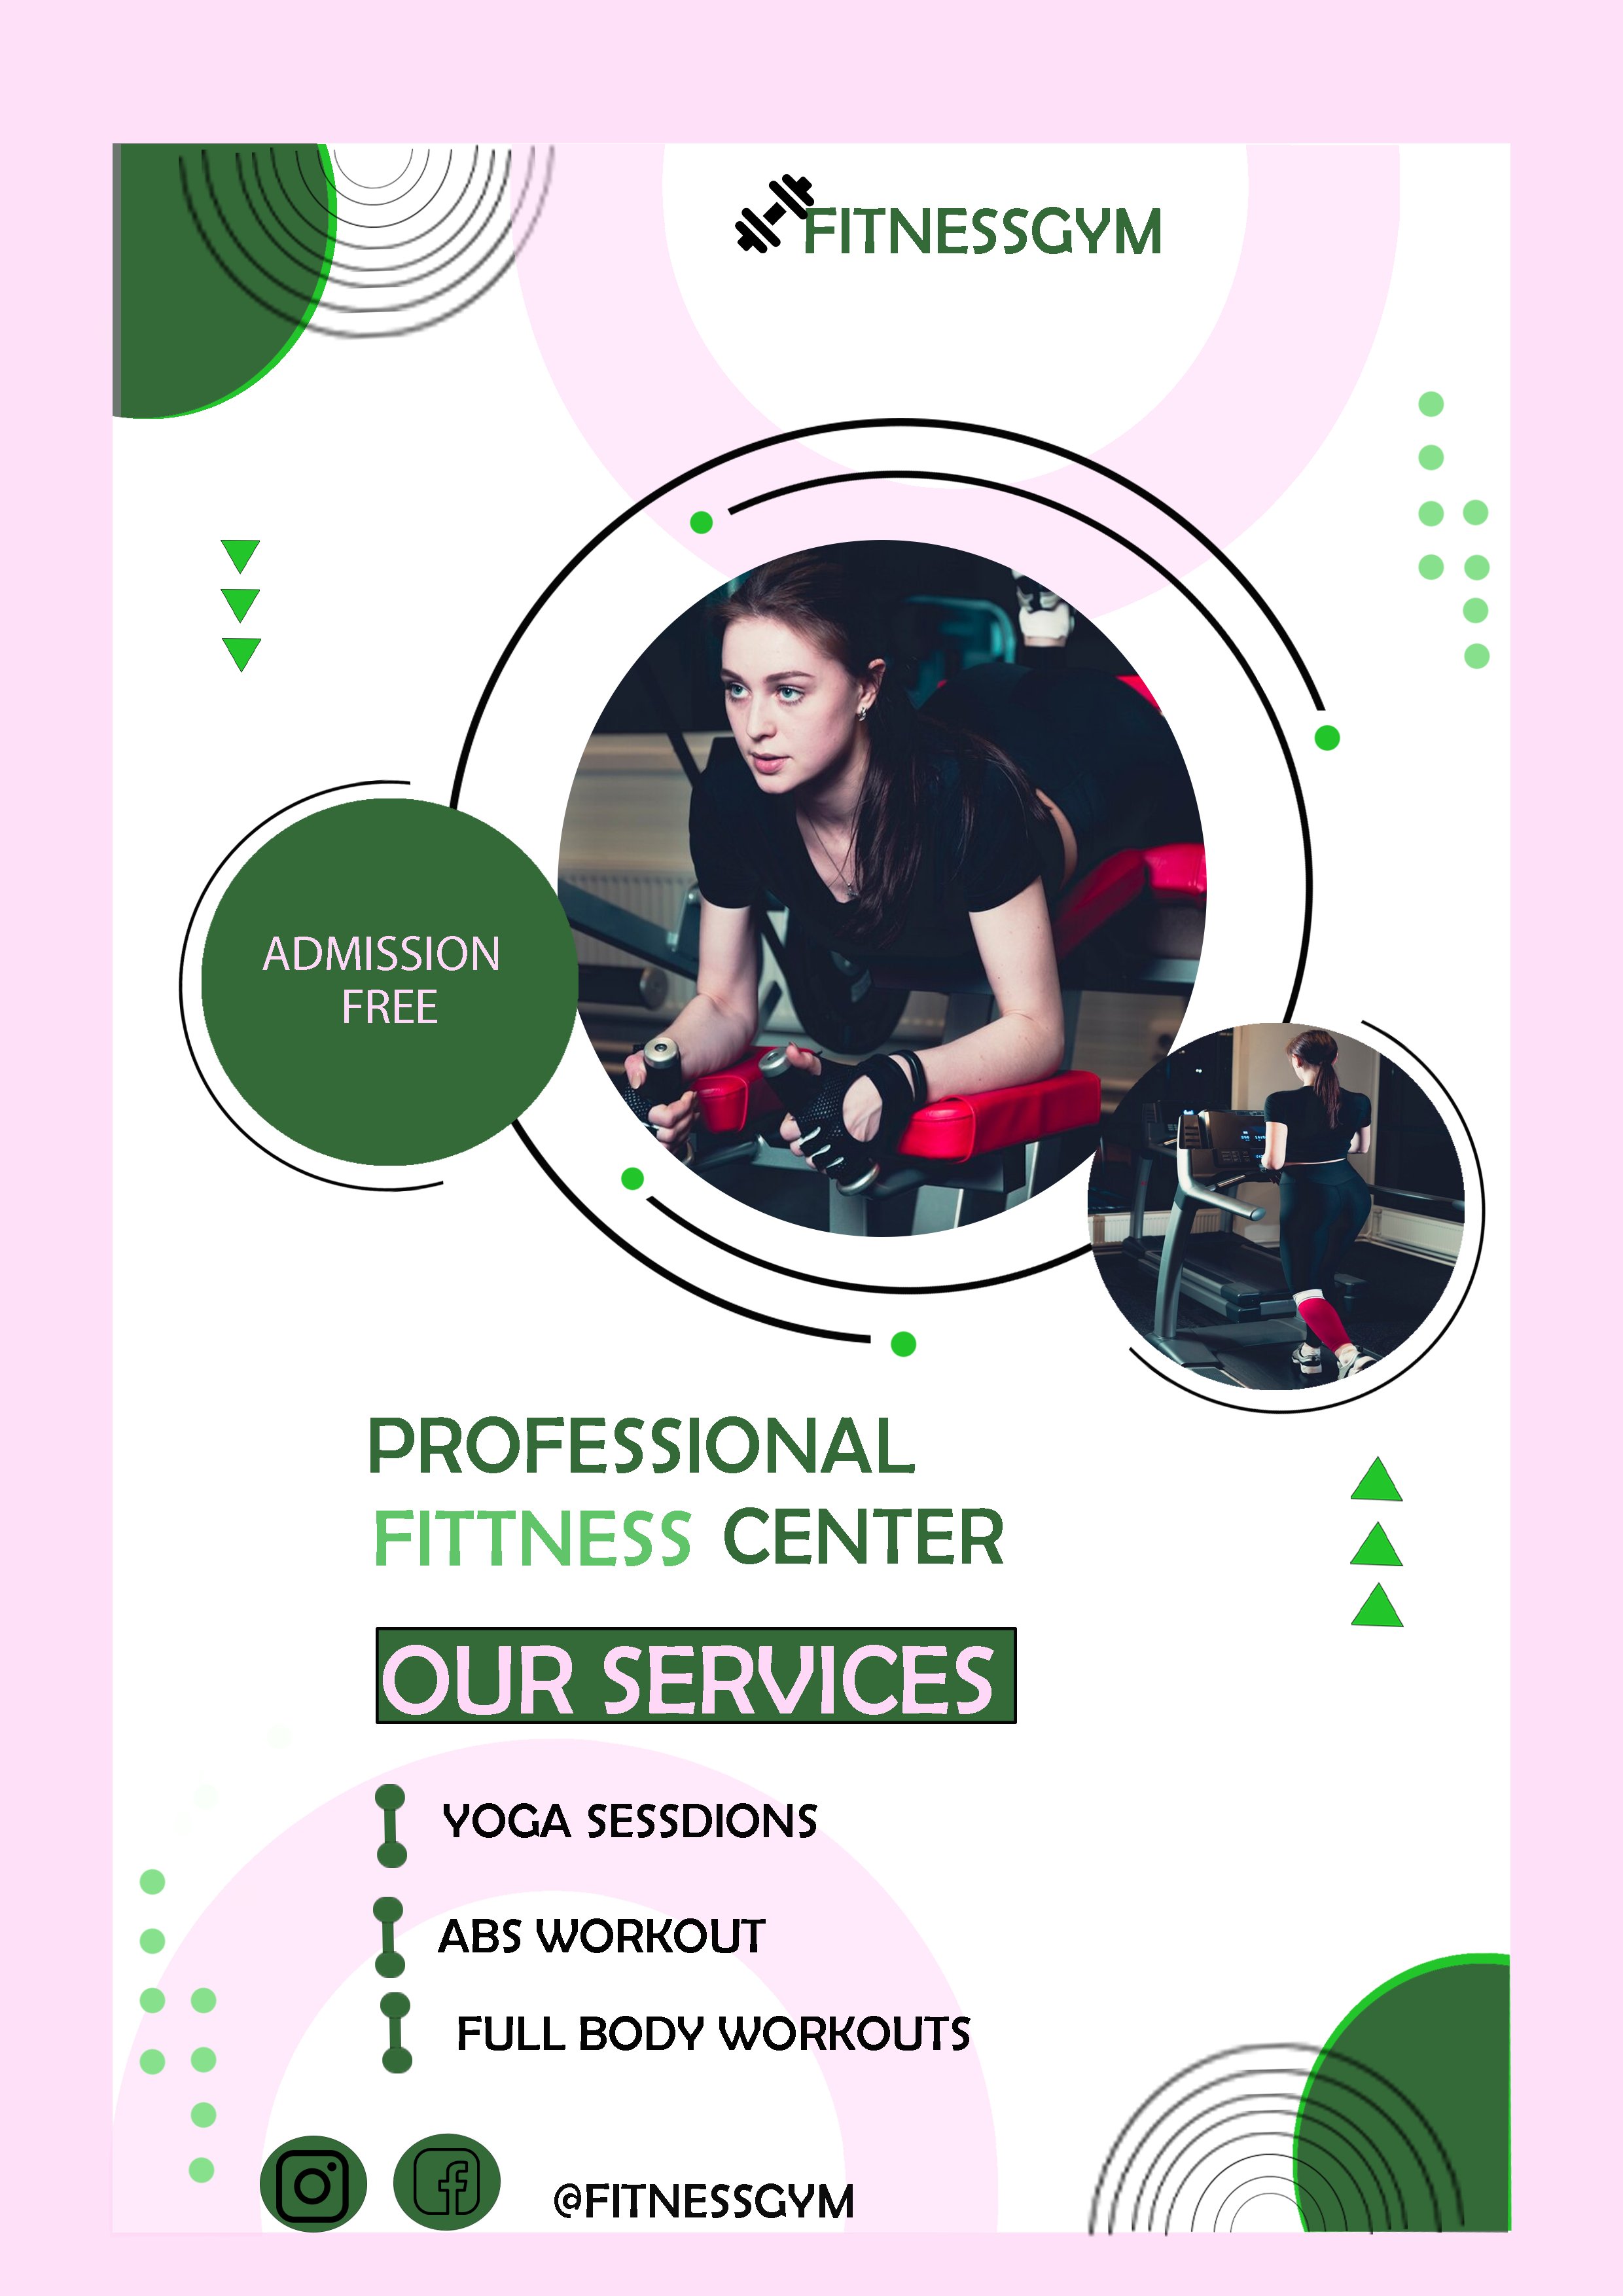 FITNESSGYM
ADMISSION
FREE
PROFESSIONAL
FITTNESS CENTER
OUR SERVICES
YOGA SESSDIONS
ABS WORKOUT
FULL BODY WORKOUTS
@FITNESSGYM